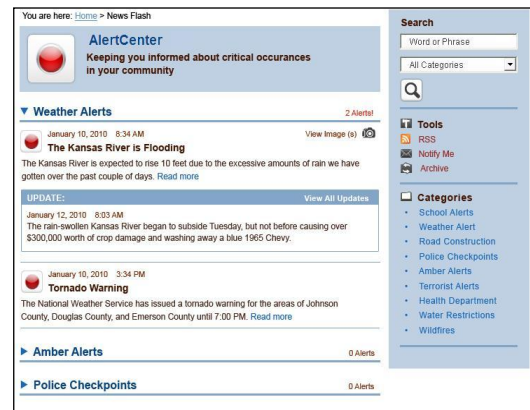 You are here: Home > News Flash
AlertCenter
Keeping you informed about critical occurances
in your community
Weather Alerts
2 Alerts!
January 10, 2010 8:34 AM
View Image (s)
The Kansas River is Flooding
The Kansas River is expected to rise 10 feet due to the excessive amounts of rain we have
gotten over the past couple of days. Read more
UPDATE:
View All Updates
January 12, 2010 8:03 AM
The rain-swollen Kansas River began to subside Tuesday, but not before causing over
$300,000 worth of crop damage and washing away a blue 1965 Chevy.
January 10, 2010 3:34 PM
Tornado Warning
The National Weather Service has issued a tornado warning for the areas of Johnson
County, Douglas County, and Emerson County until 7:00 PM. Read more
Amber Alerts
0 Alerts
Police Checkpoints
0 Alerts
Search
Word or Phrase
All Categories
T Tools
RSS
Notify Me
Archive
Categories
• School Alerts
• Weather Alert
• Road Construction
• Police Checkpoints
• Amber Alerts
• Terrorist Alerts
• Health Department
• Water Restrictions
• Wildfires